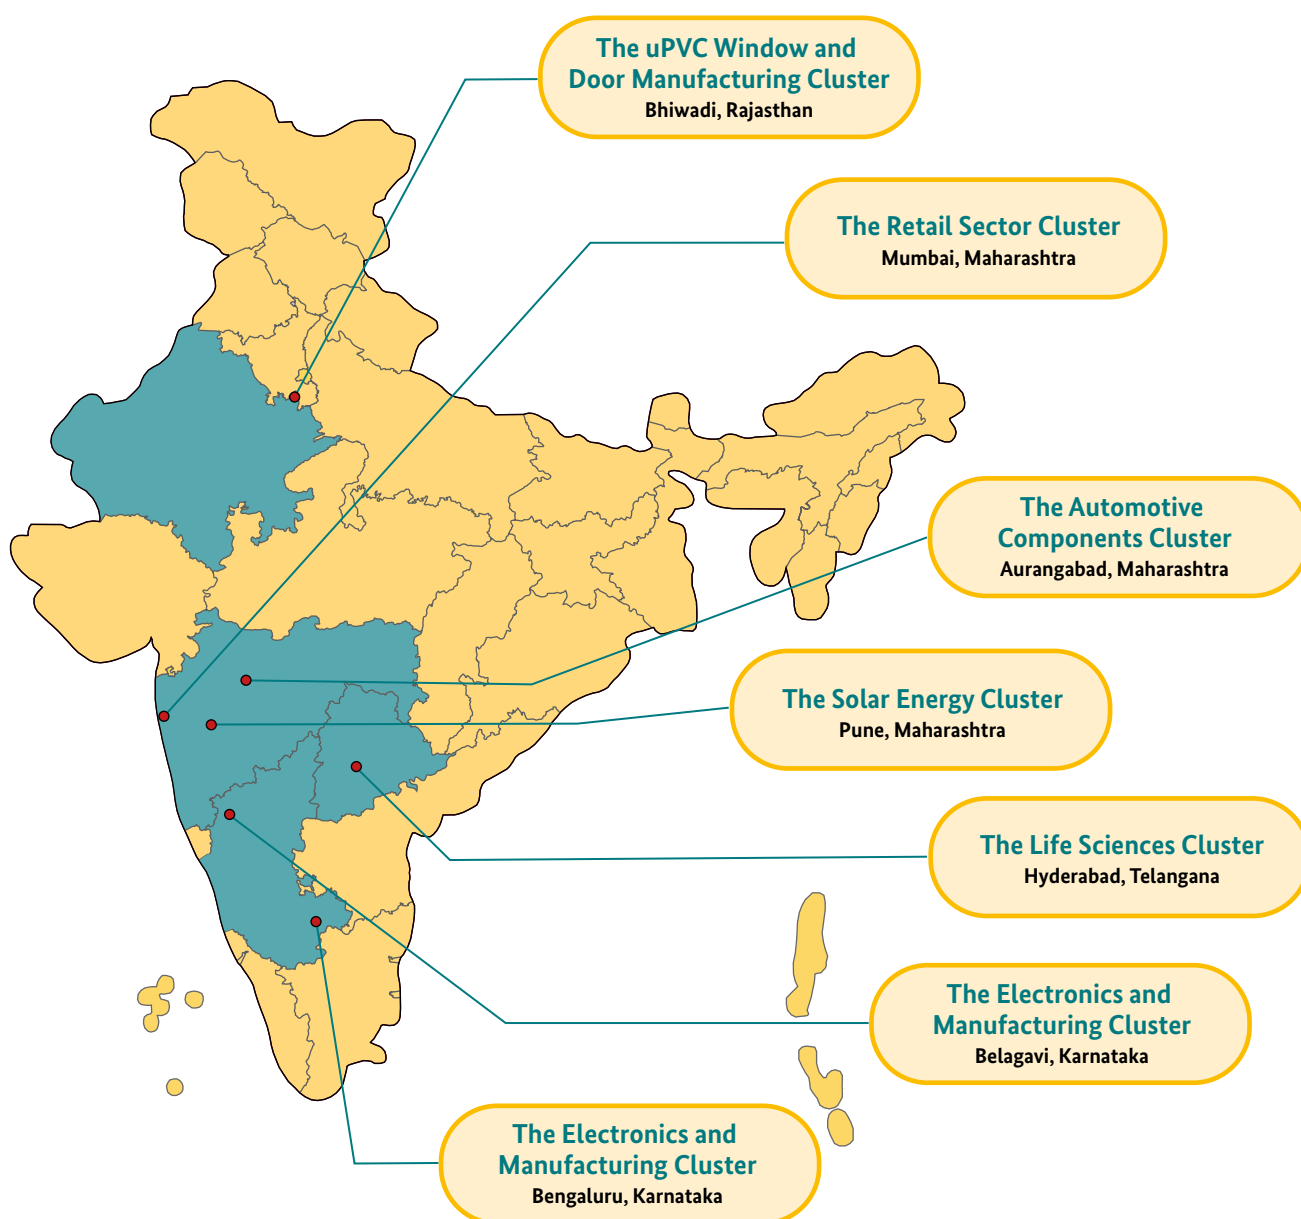 The uPVC Window and
Door Manufacturing Cluster
Bhiwadi, Rajasthan
The Retail Sector Cluster
Mumbai, Maharashtra
The Automotive
Components Cluster
Aurangabad, Maharashtra
The Solar Energy Cluster
Pune, Maharashtra
The Life Sciences Cluster
Hyderabad, Telangana
The Electronics and
Manufacturing Cluster
Belagavi, Karnataka
The Electronics and
Manufacturing Cluster
Bengaluru, Karnataka